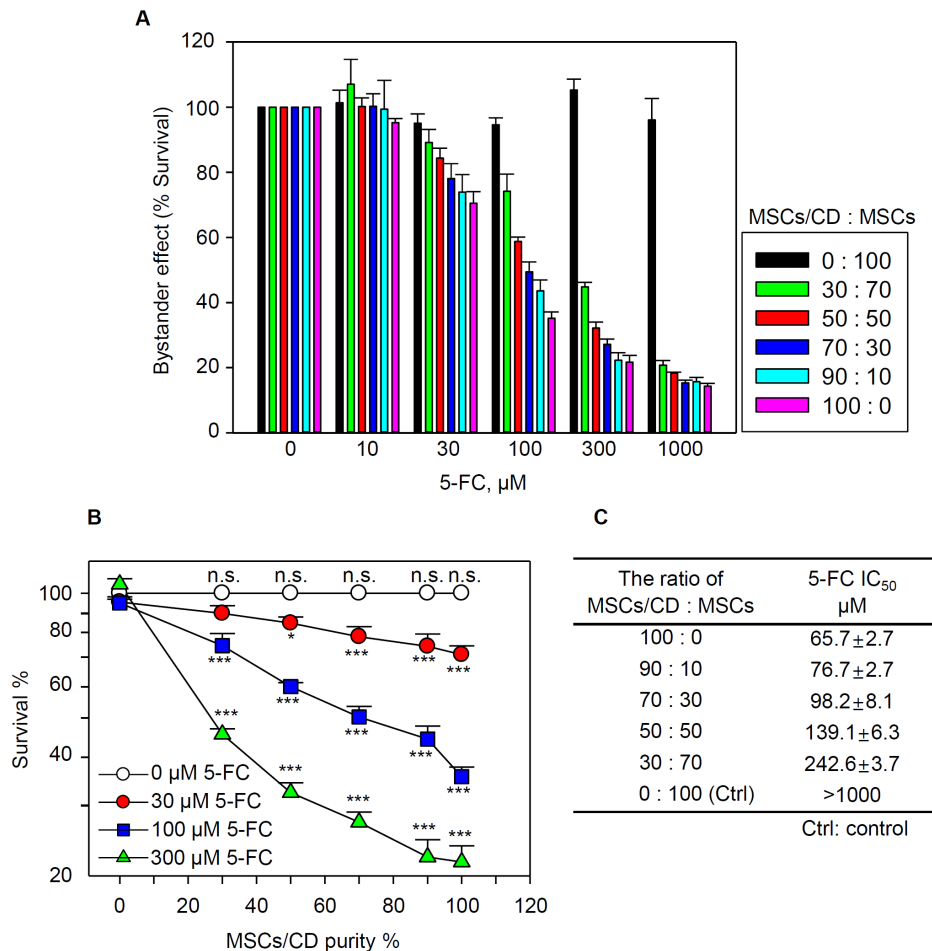 A
120
100
80
60
40
20
0
Bystander effect (% Survival)
0 10 30 100 300 1000
5-FC, µM
MSCs/CD : MSCs
0 : 100
30 : 70
50 : 50
70 : 30
90 : 10
100 : 0
B
n.s. n.s. n.s. n.s. n.s.
100
80
60
40
20
Survival %
* *** *** ***
*** *** *** *** ***
*** *** *** *** ***
0 µM 5-FC
30 µM 5-FC
100 µM 5-FC
300 µM 5-FC
0 20 40 60 80 100 120
MSCs/CD purity %
C
The ratio of 5-FC IC50
MSCs/CD : MSCs µM
100 : 0 65.7±2.7
90 : 10 76.7±2.7
70 : 30 98.2±8.1
50 : 50 139.1±6.3
30 : 70 242.6±3.7
0 : 100 (Ctrl) >1000
Ctrl: control